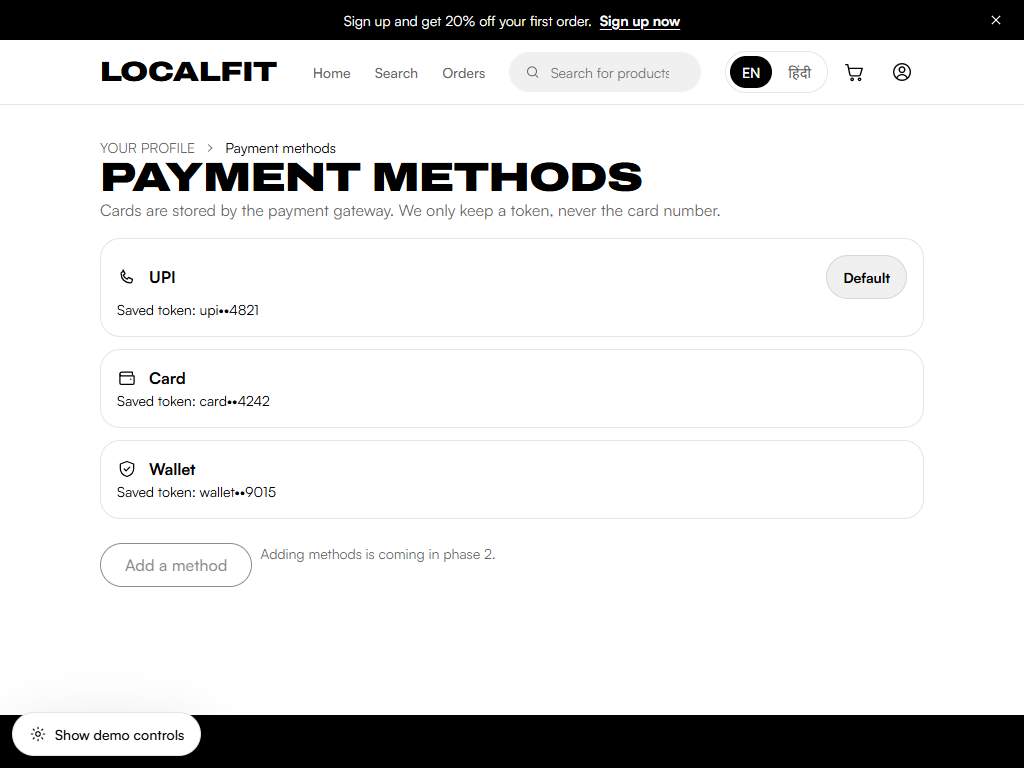 Sign up and get 20% off your first order. Sign up now
LOCALFIT
Home
Search
Orders
Search for products
EN
हिंदी
YOUR PROFILE > Payment methods
PAYMENT METHODS
Cards are stored by the payment gateway. We only keep a token, never the card number.
UPI
Default
Saved token: upi••4821
Card
Saved token: card••4242
Wallet
Saved token: wallet••9015
Add a method
Adding methods is coming in phase 2.
Show demo controls